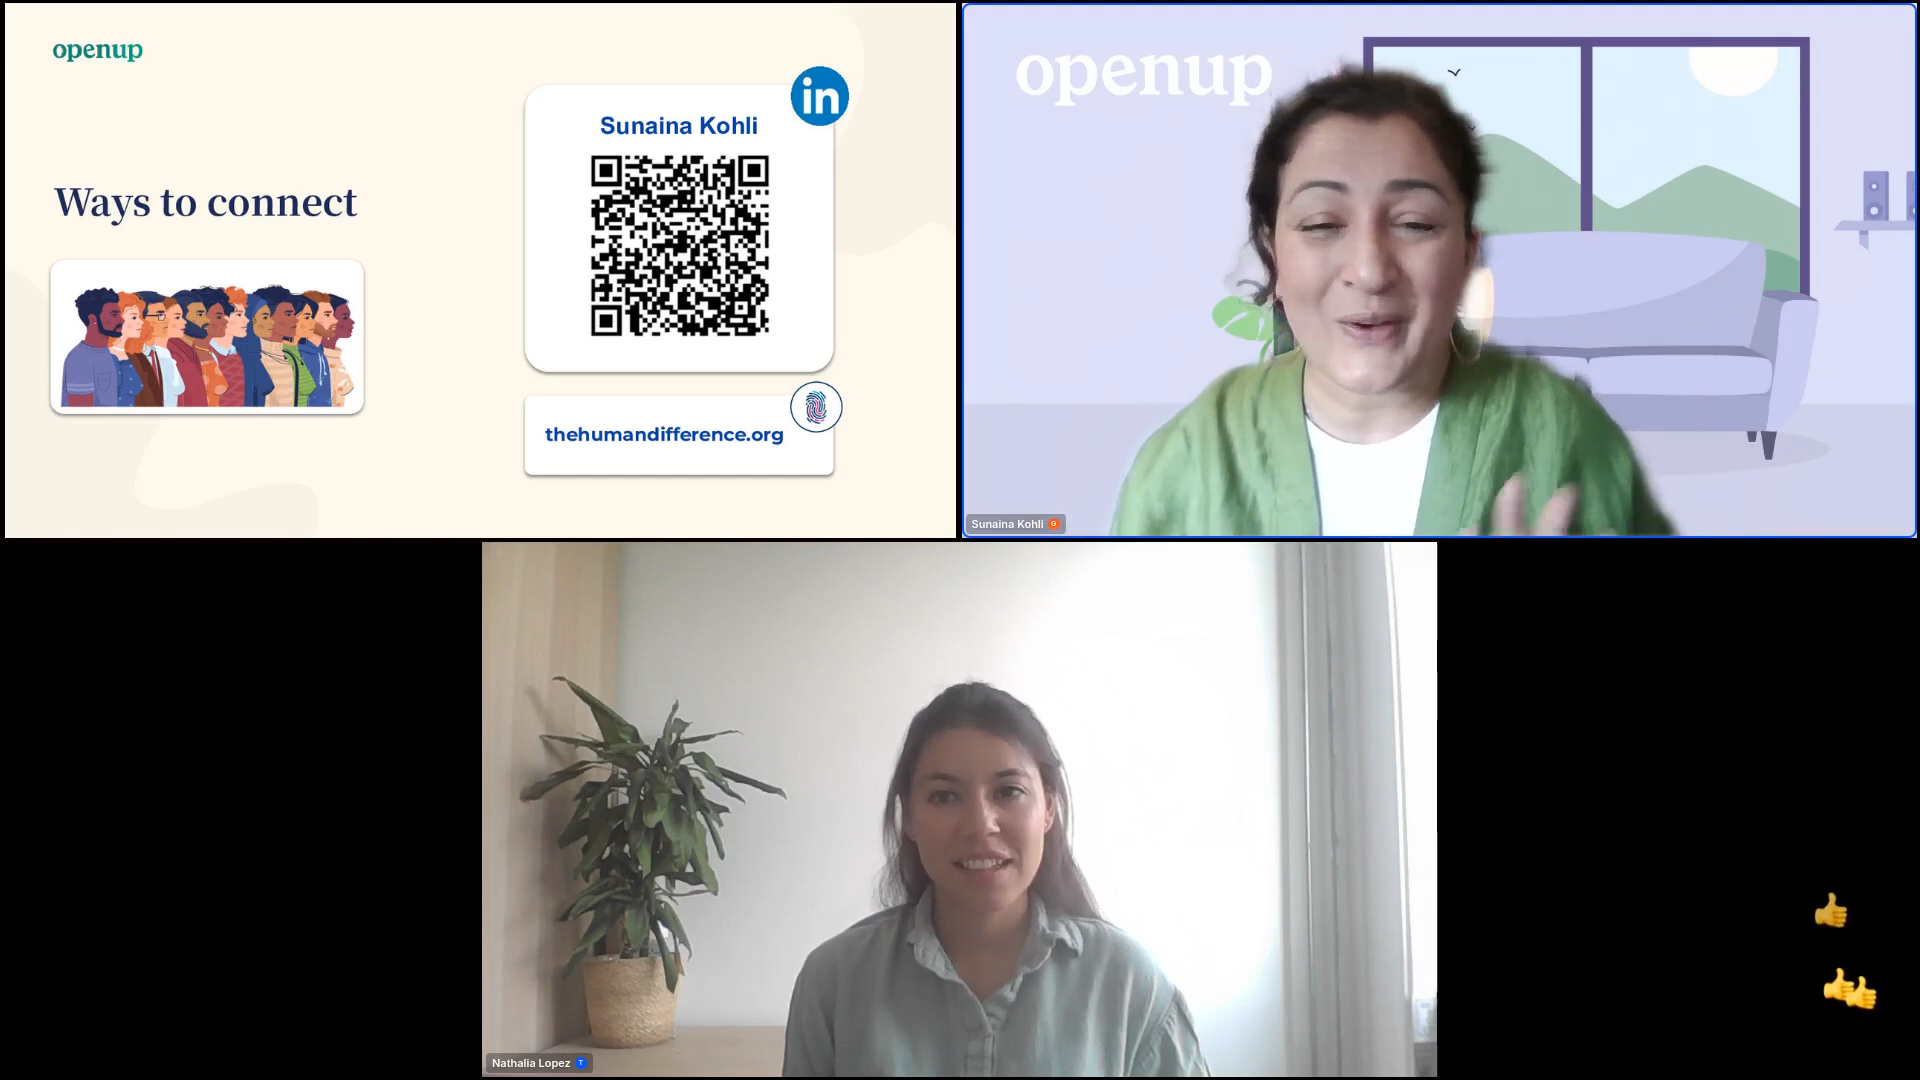 openup
in
Sunaina Kohli
Ways to connect
thehumandifference.org
openup
Sunaina Kohli G
Nathalia Lopez T